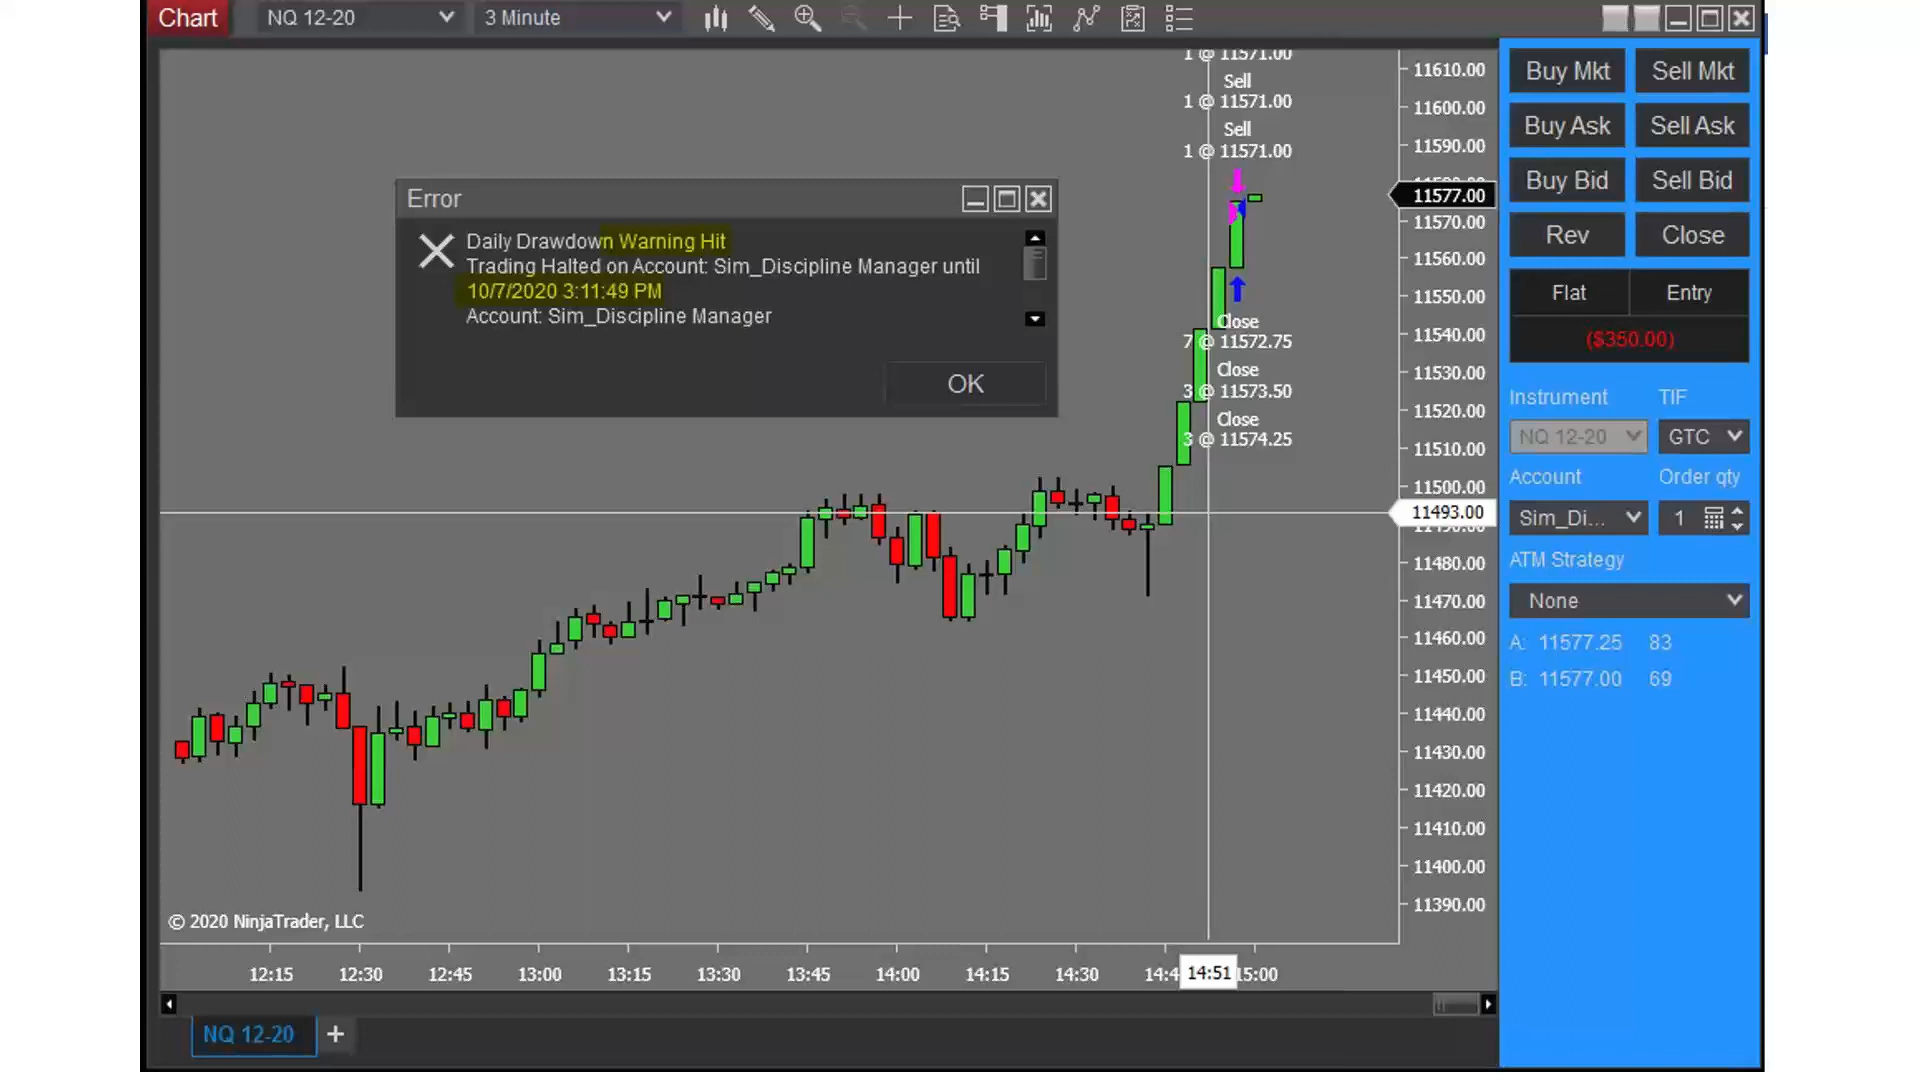 Chart
NQ 12-20
3 Minute
1 @ 11571.00
Sell
1 @ 11571.00
Sell
1 @ 11571.00
Close
7 @ 11572.75
Close
3 @ 11573.50
Close
3 @ 11574.25
Error
Daily Drawdown Warning Hit
Trading Halted on Account: Sim_Discipline Manager until
10/7/2020 3:11:49 PM
Account: Sim_Discipline Manager
OK
11610.00
11600.00
11590.00
11577.00
11570.00
11560.00
11550.00
11540.00
11530.00
11520.00
11510.00
11500.00
11493.00
11480.00
11470.00
11460.00
11450.00
11440.00
11430.00
11420.00
11410.00
11400.00
11390.00
© 2020 NinjaTrader, LLC
12:15 12:30 12:45 13:00 13:15 13:30 13:45 14:00 14:15 14:30 14:4 14:51 15:00
NQ 12-20 +
Buy Mkt Sell Mkt
Buy Ask Sell Ask
Buy Bid Sell Bid
Rev Close
Flat Entry
($350.00)
Instrument TIF
NQ 12-20 GTC
Account Order qty
Sim_Di... 1
ATM Strategy
None
A: 11577.25 83
B: 11577.00 69